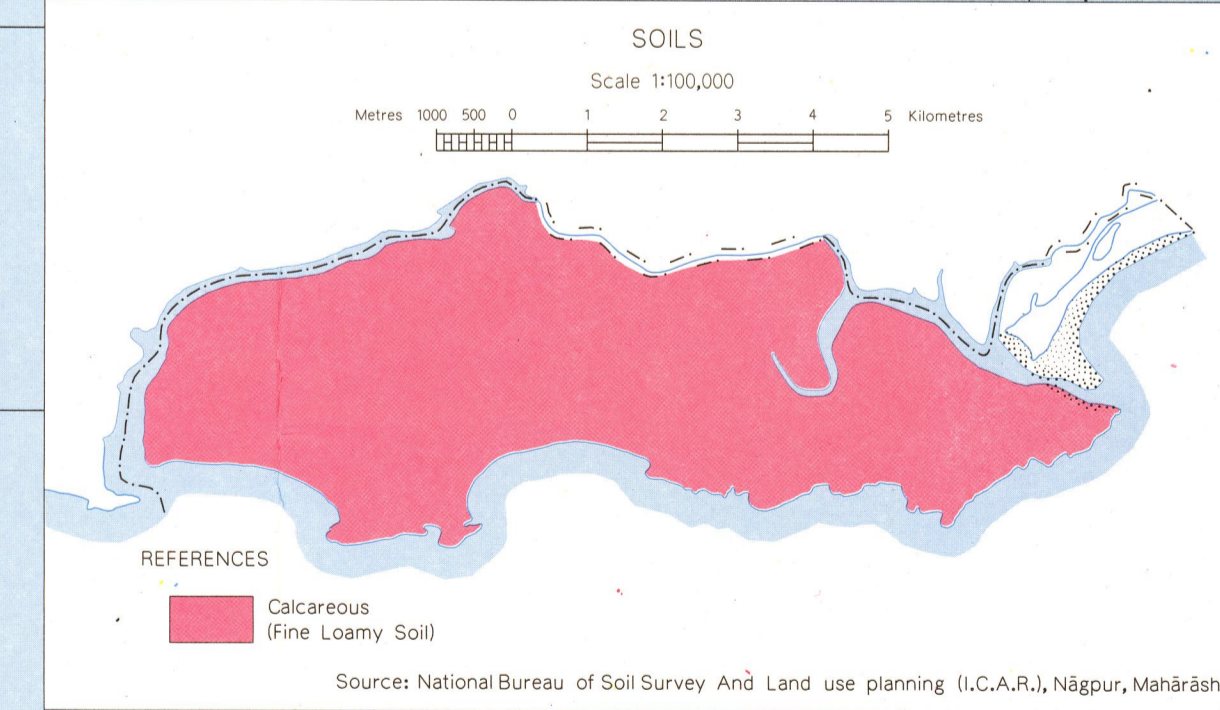 SOILS
Scale 1:100,000
Metres 1000 500 0 1 2 3 4 5 Kilometres
REFERENCES
Calcareous
(Fine Loamy Soil)
Source: National Bureau of Soil Survey And Land use planning (I.C.A.R.), Nāgpur, Mahārāsh